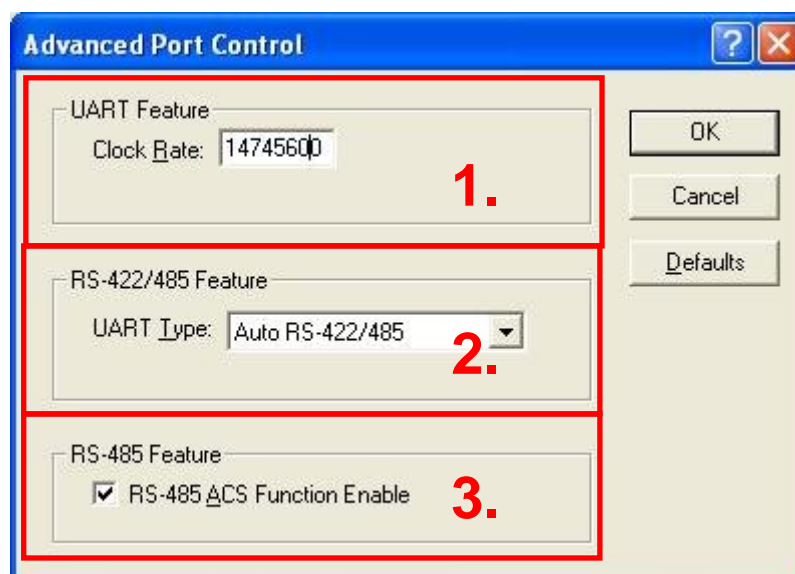 Advanced Port Control
?
UART Feature
Clock Rate: 14745600
1.
OK
Cancel
Defaults
RS-422/485 Feature
UART Type: Auto RS-422/485
2.
RS-485 Feature
RS-485 ACS Function Enable
3.